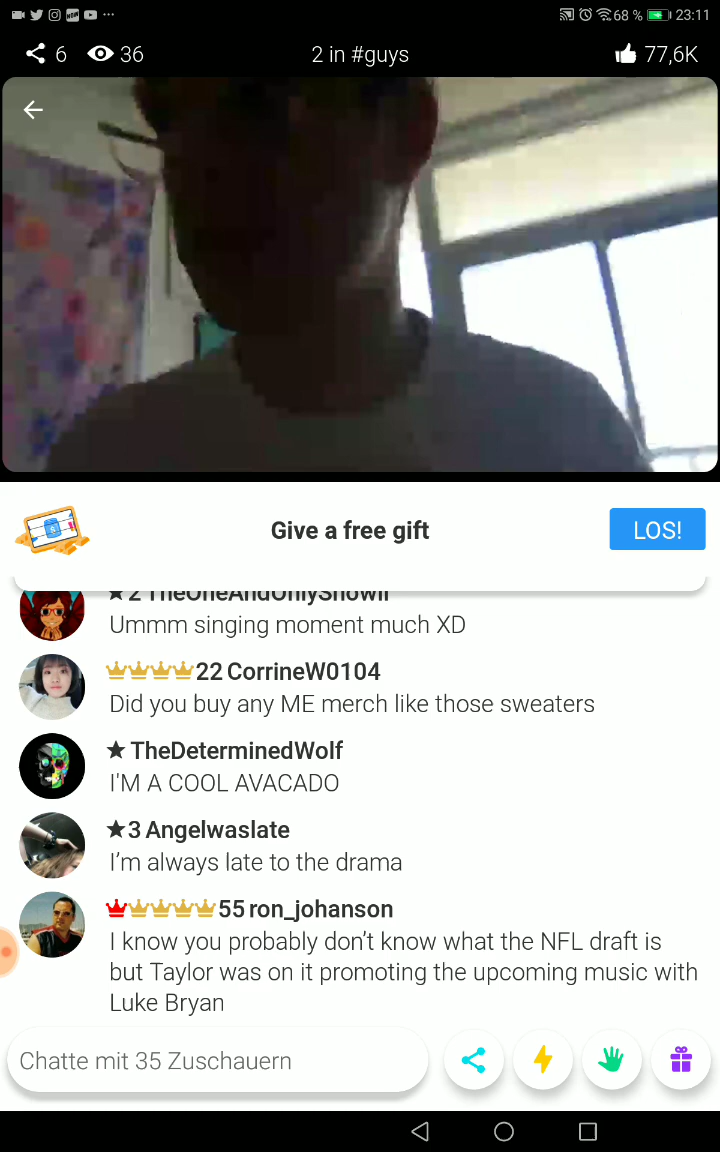 68 % 23:11
6 36 2 in #guys 77,6K
Give a free gift LOS!
2 TheOneAndOnlySnowli
Ummm singing moment much XD
22 CorrineW0104
Did you buy any ME merch like those sweaters
TheDeterminedWolf
I'M A COOL AVACADO
3 Angelwaslate
I'm always late to the drama
55 ron_johanson
I know you probably don't know what the NFL draft is
but Taylor was on it promoting the upcoming music with
Luke Bryan
Chatte mit 35 Zuschauern